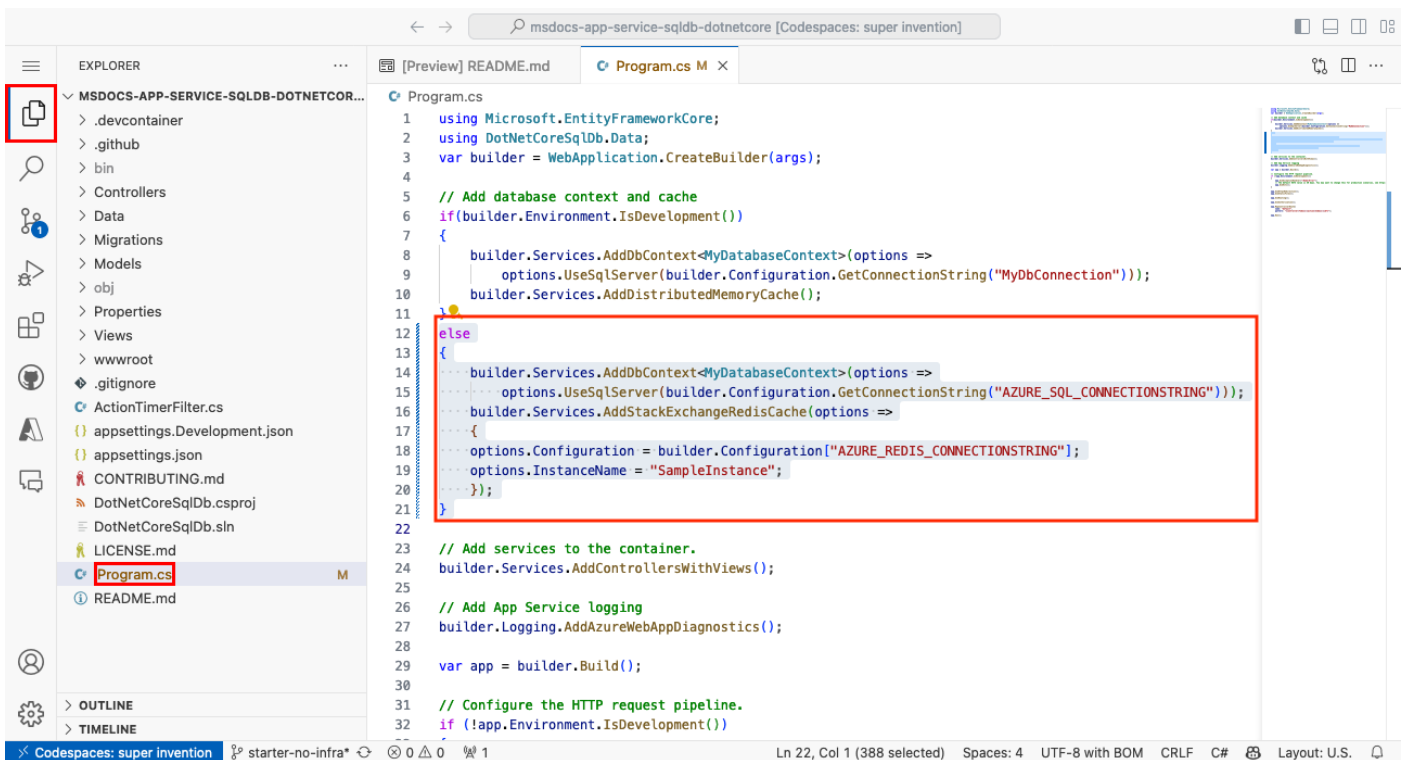 msdocs-app-service-sqldb-dotnetcore [Codespaces: super invention]
EXPLORER
MSDOCS-APP-SERVICE-SQLDB-DOTNETCOR...
.devcontainer
.github
bin
Controllers
Data
Migrations
Models
obj
Properties
Views
wwwroot
.gitignore
ActionTimerFilter.cs
appsettings.Development.json
appsettings.json
CONTRIBUTING.md
DotNetCoreSqlDb.csproj
DotNetCoreSqlDb.sln
LICENSE.md
Program.cs M
README.md
OUTLINE
TIMELINE
1
[Preview] README.md Program.cs M
Program.cs
1 using Microsoft.EntityFrameworkCore;
2 using DotNetCoreSqlDb.Data;
3 var builder = WebApplication.CreateBuilder(args);
4
5 // Add database context and cache
6 if(builder.Environment.IsDevelopment())
7 {
8 builder.Services.AddDbContext<MyDatabaseContext>(options =>
9 options.UseSqlServer(builder.Configuration.GetConnectionString("MyDbConnection")));
10 builder.Services.AddDistributedMemoryCache();
11 }
12 else
13 {
14 builder.Services.AddDbContext<MyDatabaseContext>(options =>
15 options.UseSqlServer(builder.Configuration.GetConnectionString("AZURE_SQL_CONNECTIONSTRING")));
16 builder.Services.AddStackExchangeRedisCache(options =>
17 {
18 options.Configuration = builder.Configuration["AZURE_REDIS_CONNECTIONSTRING"];
19 options.InstanceName = "SampleInstance";
20 });
21 }
22
23 // Add services to the container.
24 builder.Services.AddControllersWithViews();
25
26 // Add App Service logging
27 builder.Logging.AddAzureWebAppDiagnostics();
28
29 var app = builder.Build();
30
31 // Configure the HTTP request pipeline.
32 if (!app.Environment.IsDevelopment())
Codespaces: super invention starter-no-infra* 0 0 1 Ln 22, Col 1 (388 selected) Spaces: 4 UTF-8 with BOM CRLF C# Layout: U.S.